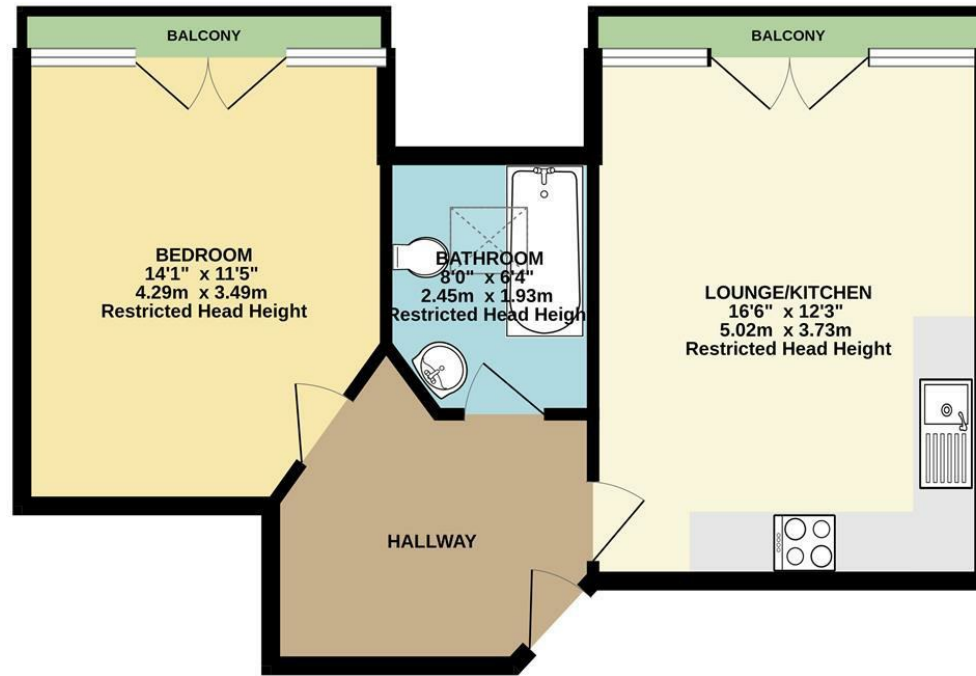 BALCONY
BALCONY
BEDROOM
14'1" x 11'5"
4.29m x 3.49m
Restricted Head Height
BATHROOM
8'0" x 6'4"
2.45m x 1.93m
Restricted Head Heigh
LOUNGE/KITCHEN
16'6" x 12'3"
5.02m x 3.73m
Restricted Head Height
HALLWAY